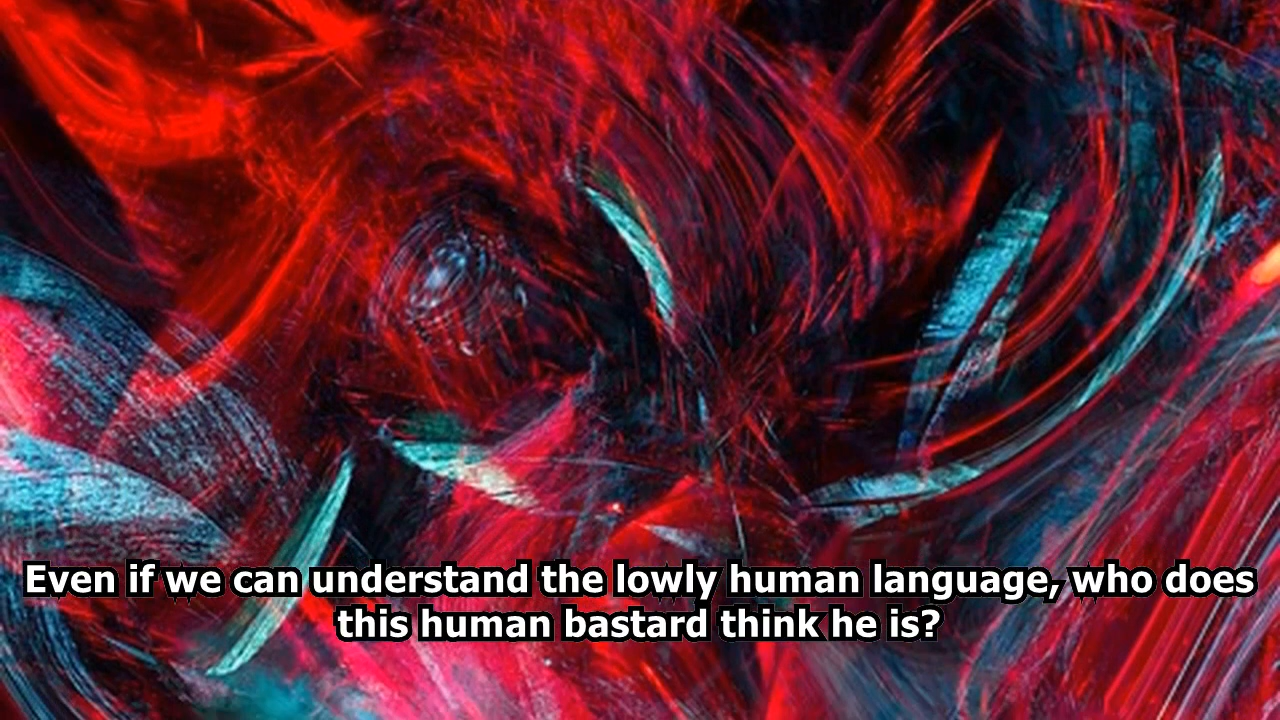 Even if we can understand the lowly human language, who does
this human bastard think he is?